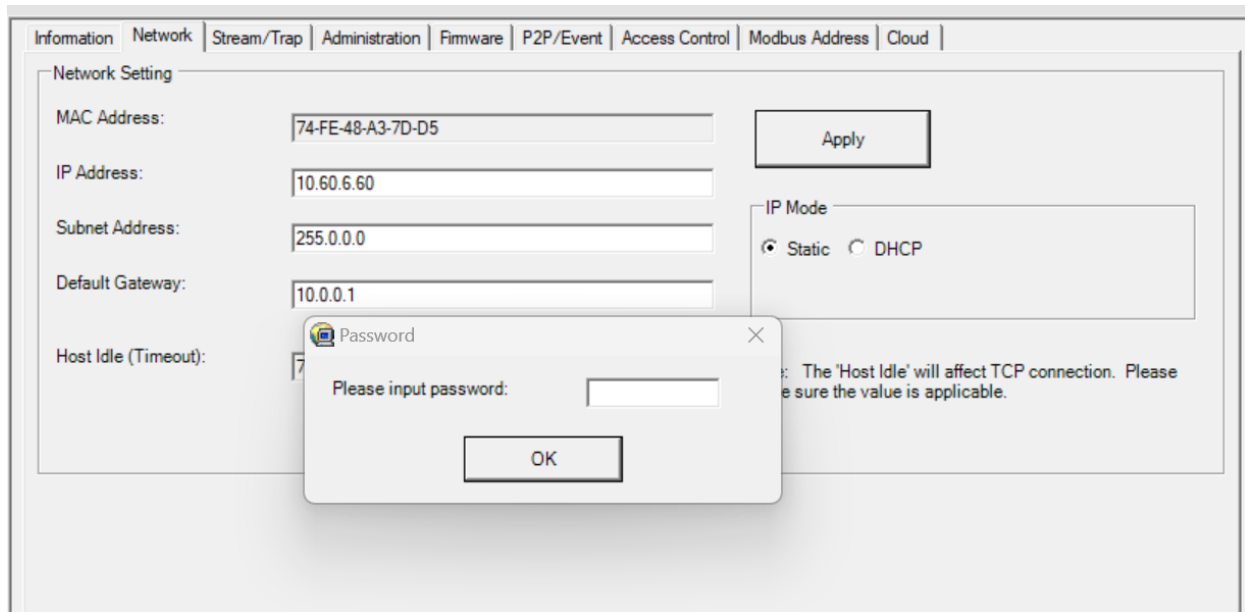 Information Network Stream/Trap Administration Firmware P2P/Event Access Control Modbus Address Cloud
Network Setting
MAC Address:
74-FE-48-A3-7D-D5
Apply
IP Address:
10.60.6.60
IP Mode
Subnet Address:
255.0.0.0
Static DHCP
Default Gateway:
10.0.0.1
Password
Host Idle (Timeout):
7
Please input password:
: The 'Host Idle' will affect TCP connection. Please
e sure the value is applicable.
OK